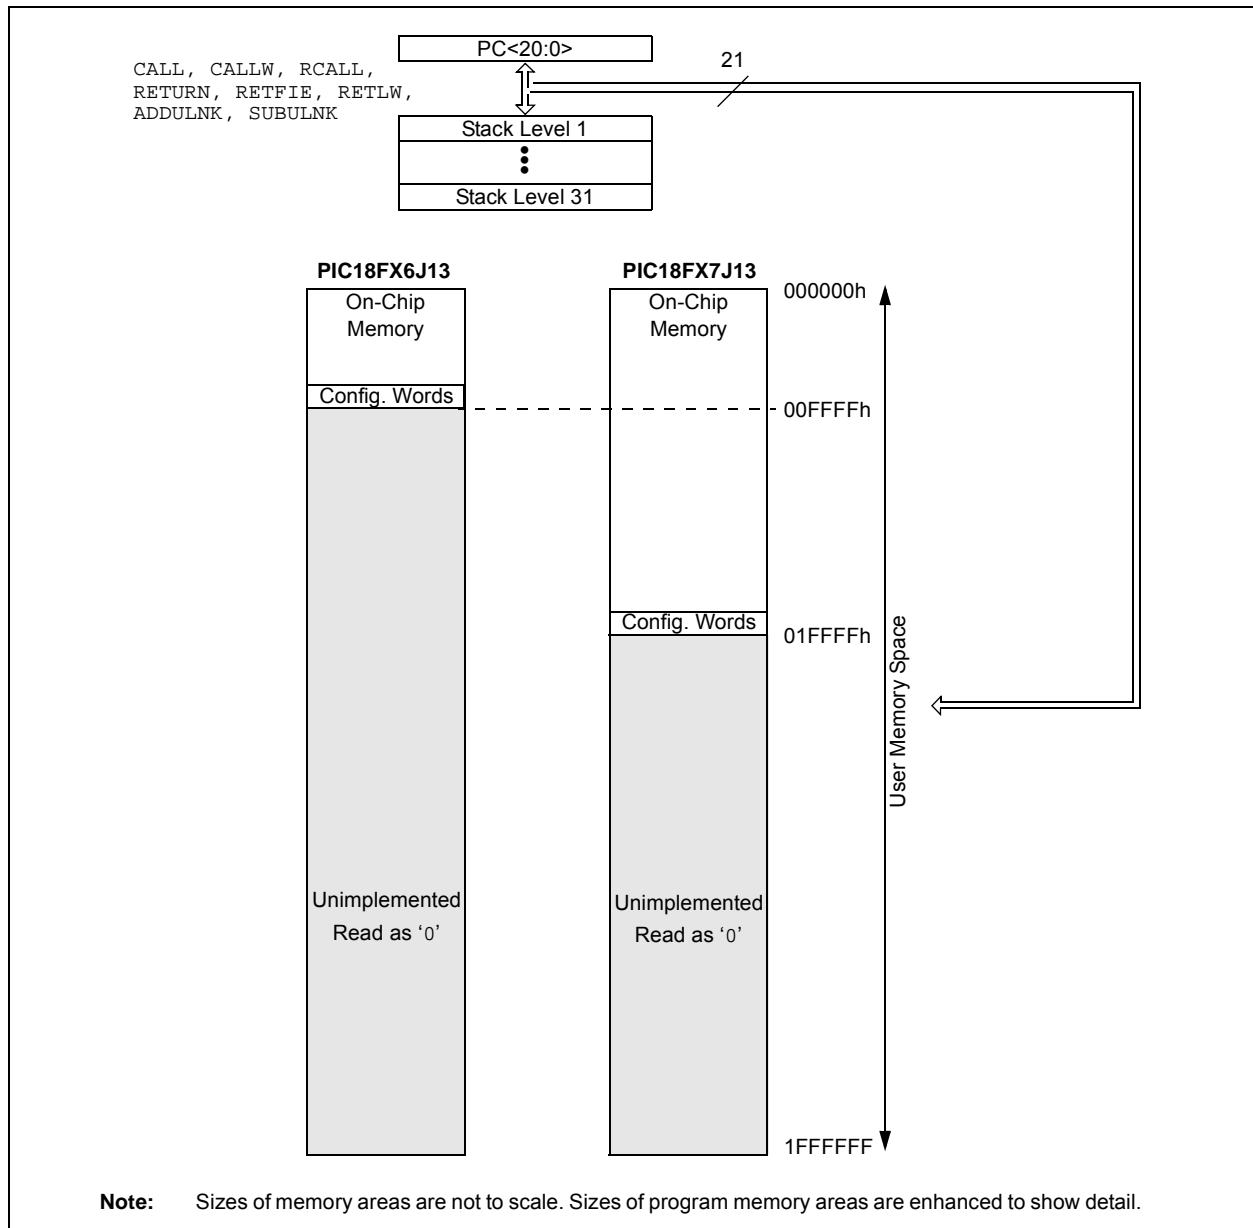 PC<20:0>
21
CALL, CALLW, RCALL,
RETURN, RETFIE, RETLW,
ADDULNK, SUBULNK
Stack Level 1
Stack Level 31
PIC18FX6J13
PIC18FX7J13
On-Chip
Memory
On-Chip
Memory
000000h
Config. Words
00FFFFh
Config. Words
01FFFFh
User Memory Space
Unimplemented
Read as ‘0’
Unimplemented
Read as ‘0’
1FFFFFF
Note: Sizes of memory areas are not to scale. Sizes of program memory areas are enhanced to show detail.